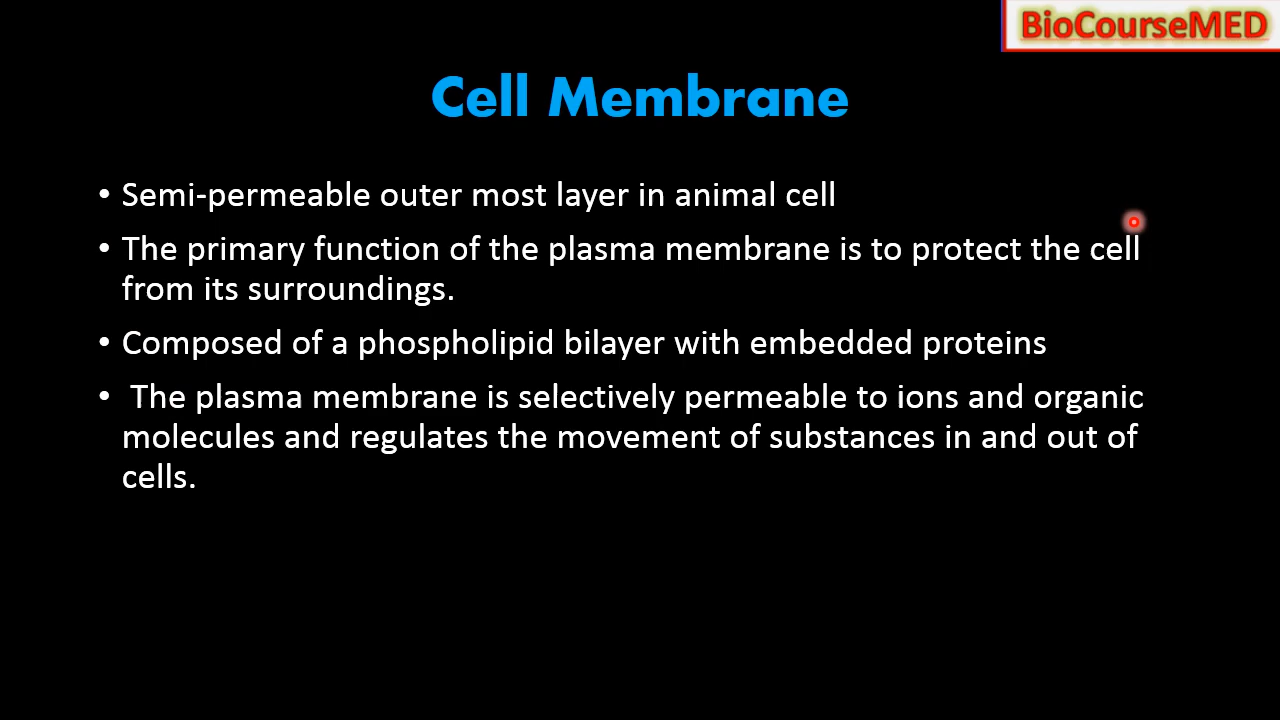 BioCourseMED
Cell Membrane
• Semi-permeable outer most layer in animal cell
• The primary function of the plasma membrane is to protect the cell
from its surroundings.
• Composed of a phospholipid bilayer with embedded proteins
• The plasma membrane is selectively permeable to ions and organic
molecules and regulates the movement of substances in and out of
cells.